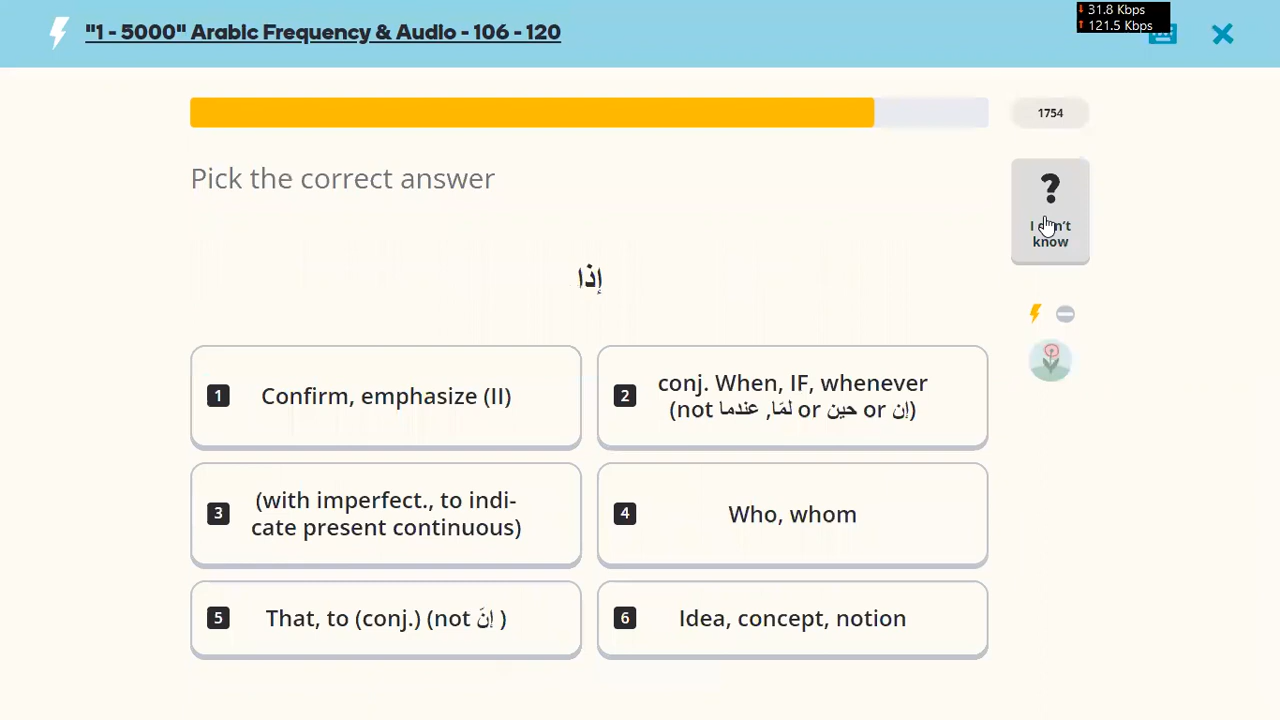 31.8 Kbps
121.5 Kbps
"1 - 5000" Arabic Frequency & Audio - 106 - 120
1754
Pick the correct answer
?
I don't
know
إذا
1 Confirm, emphasize (II)
2 conj. When, IF, whenever
(not لمّا, عندما or حين or إن)
3 (with imperfect., to indi-
cate present continuous)
4 Who, whom
5 That, to (conj.) (not إنَ )
6 Idea, concept, notion